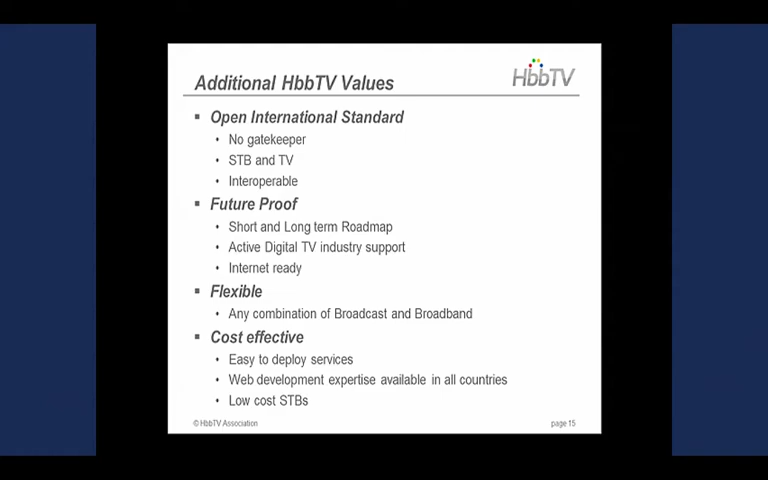 HbbTV
Additional HbbTV Values
Open International Standard
No gatekeeper
STB and TV
Interoperable
Future Proof
Short and Long term Roadmap
Active Digital TV industry support
Internet ready
Flexible
Any combination of Broadcast and Broadband
Cost effective
Easy to deploy services
Web development expertise available in all countries
Low cost STBs
© HbbTV Association
page 15